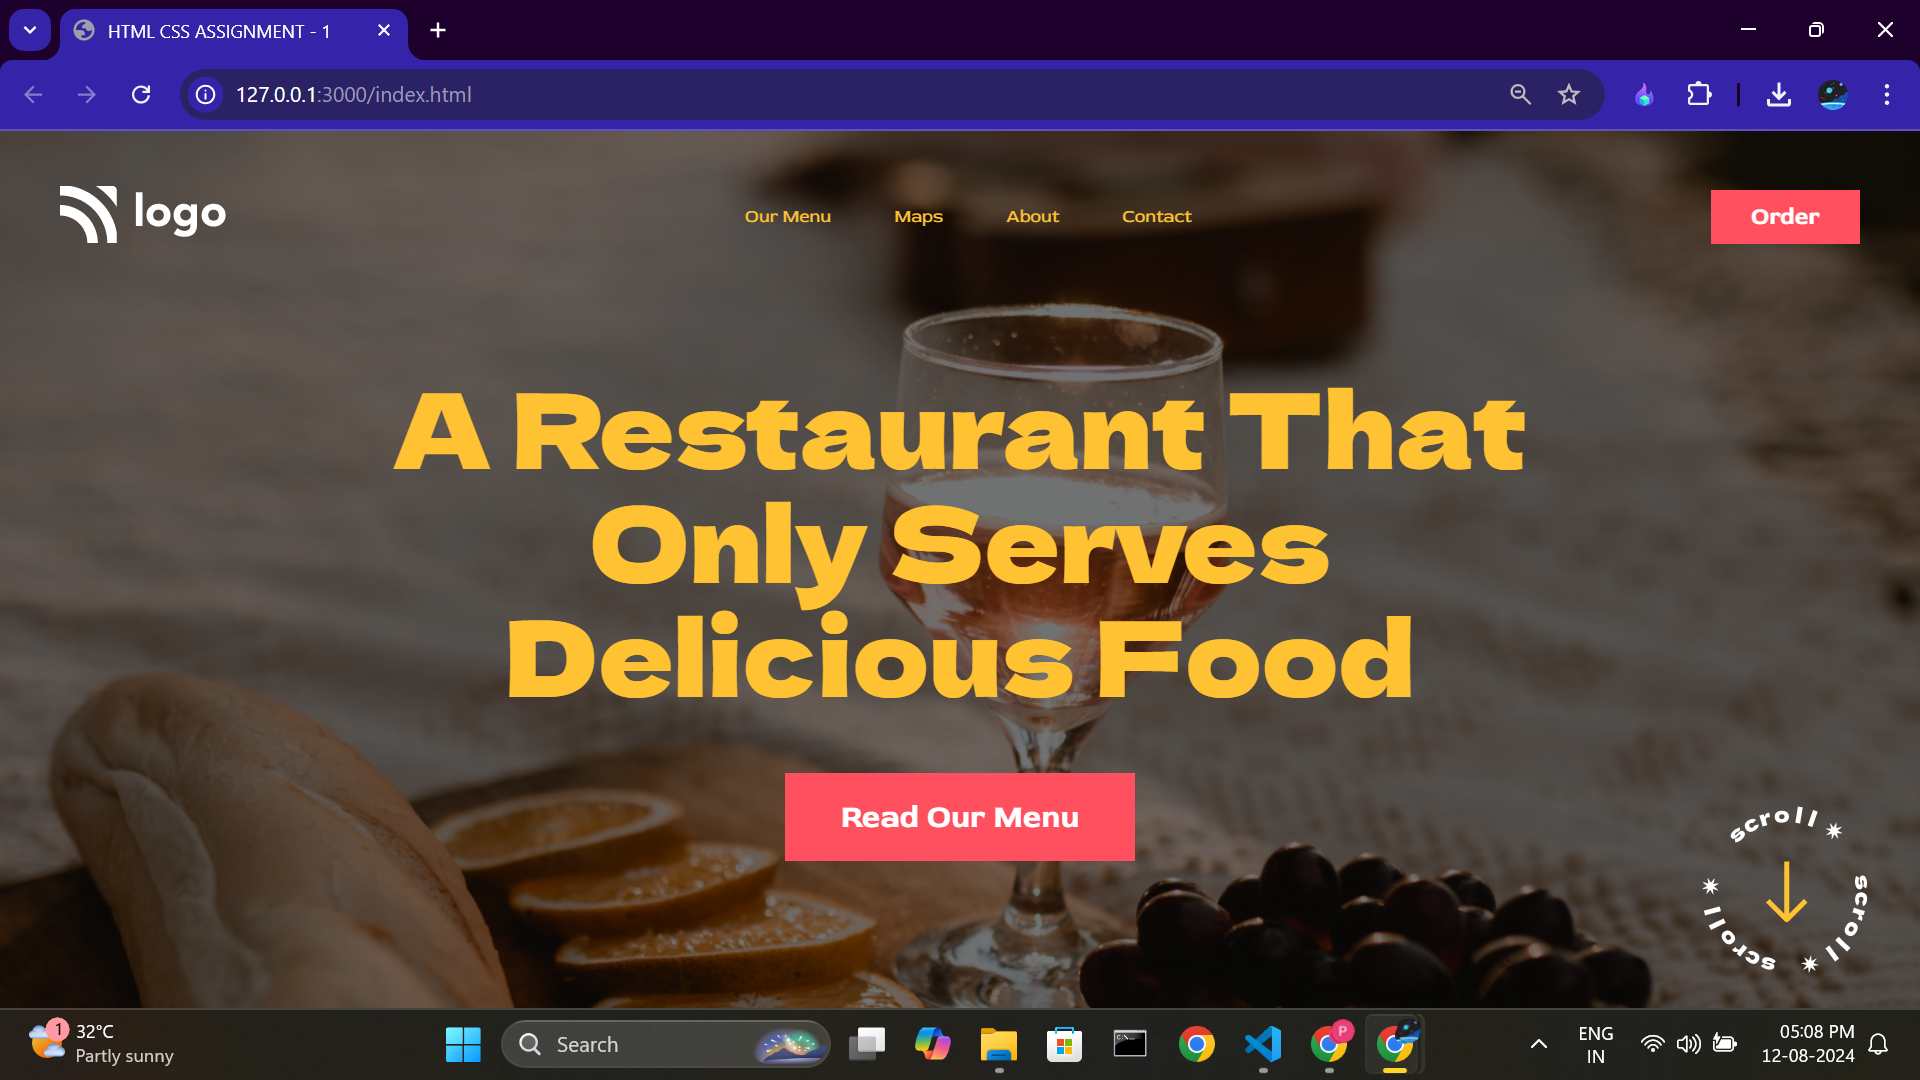 HTML CSS ASSIGNMENT - 1
127.0.0.1:3000/index.html
logo
Our Menu
Maps
About
Contact
Order
A Restaurant That
Only Serves
Delicious Food
Read Our Menu
scroll
scroll
scroll
1
32°C
Partly sunny
Search
P
ENG
IN
05:08 PM
12-08-2024